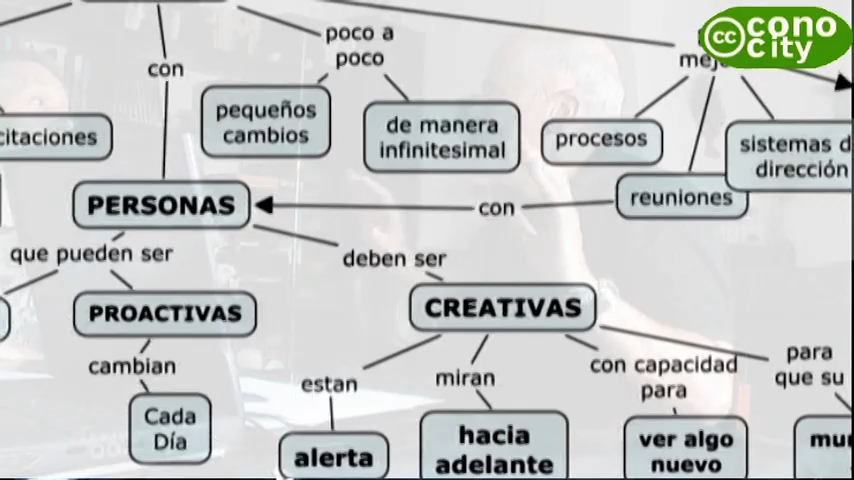 cc cono
city
poco a
poco
con
pequeños
cambios
de manera
infinitesimal
procesos
sistemas
dirección
reuniones
citaciones
PERSONAS
con
que pueden ser
deben ser
PROACTIVAS
CREATIVAS
cambian
estan
miran
con capacidad
para
para
que su
Cada
Día
alerta
hacia
adelante
ver algo
nuevo